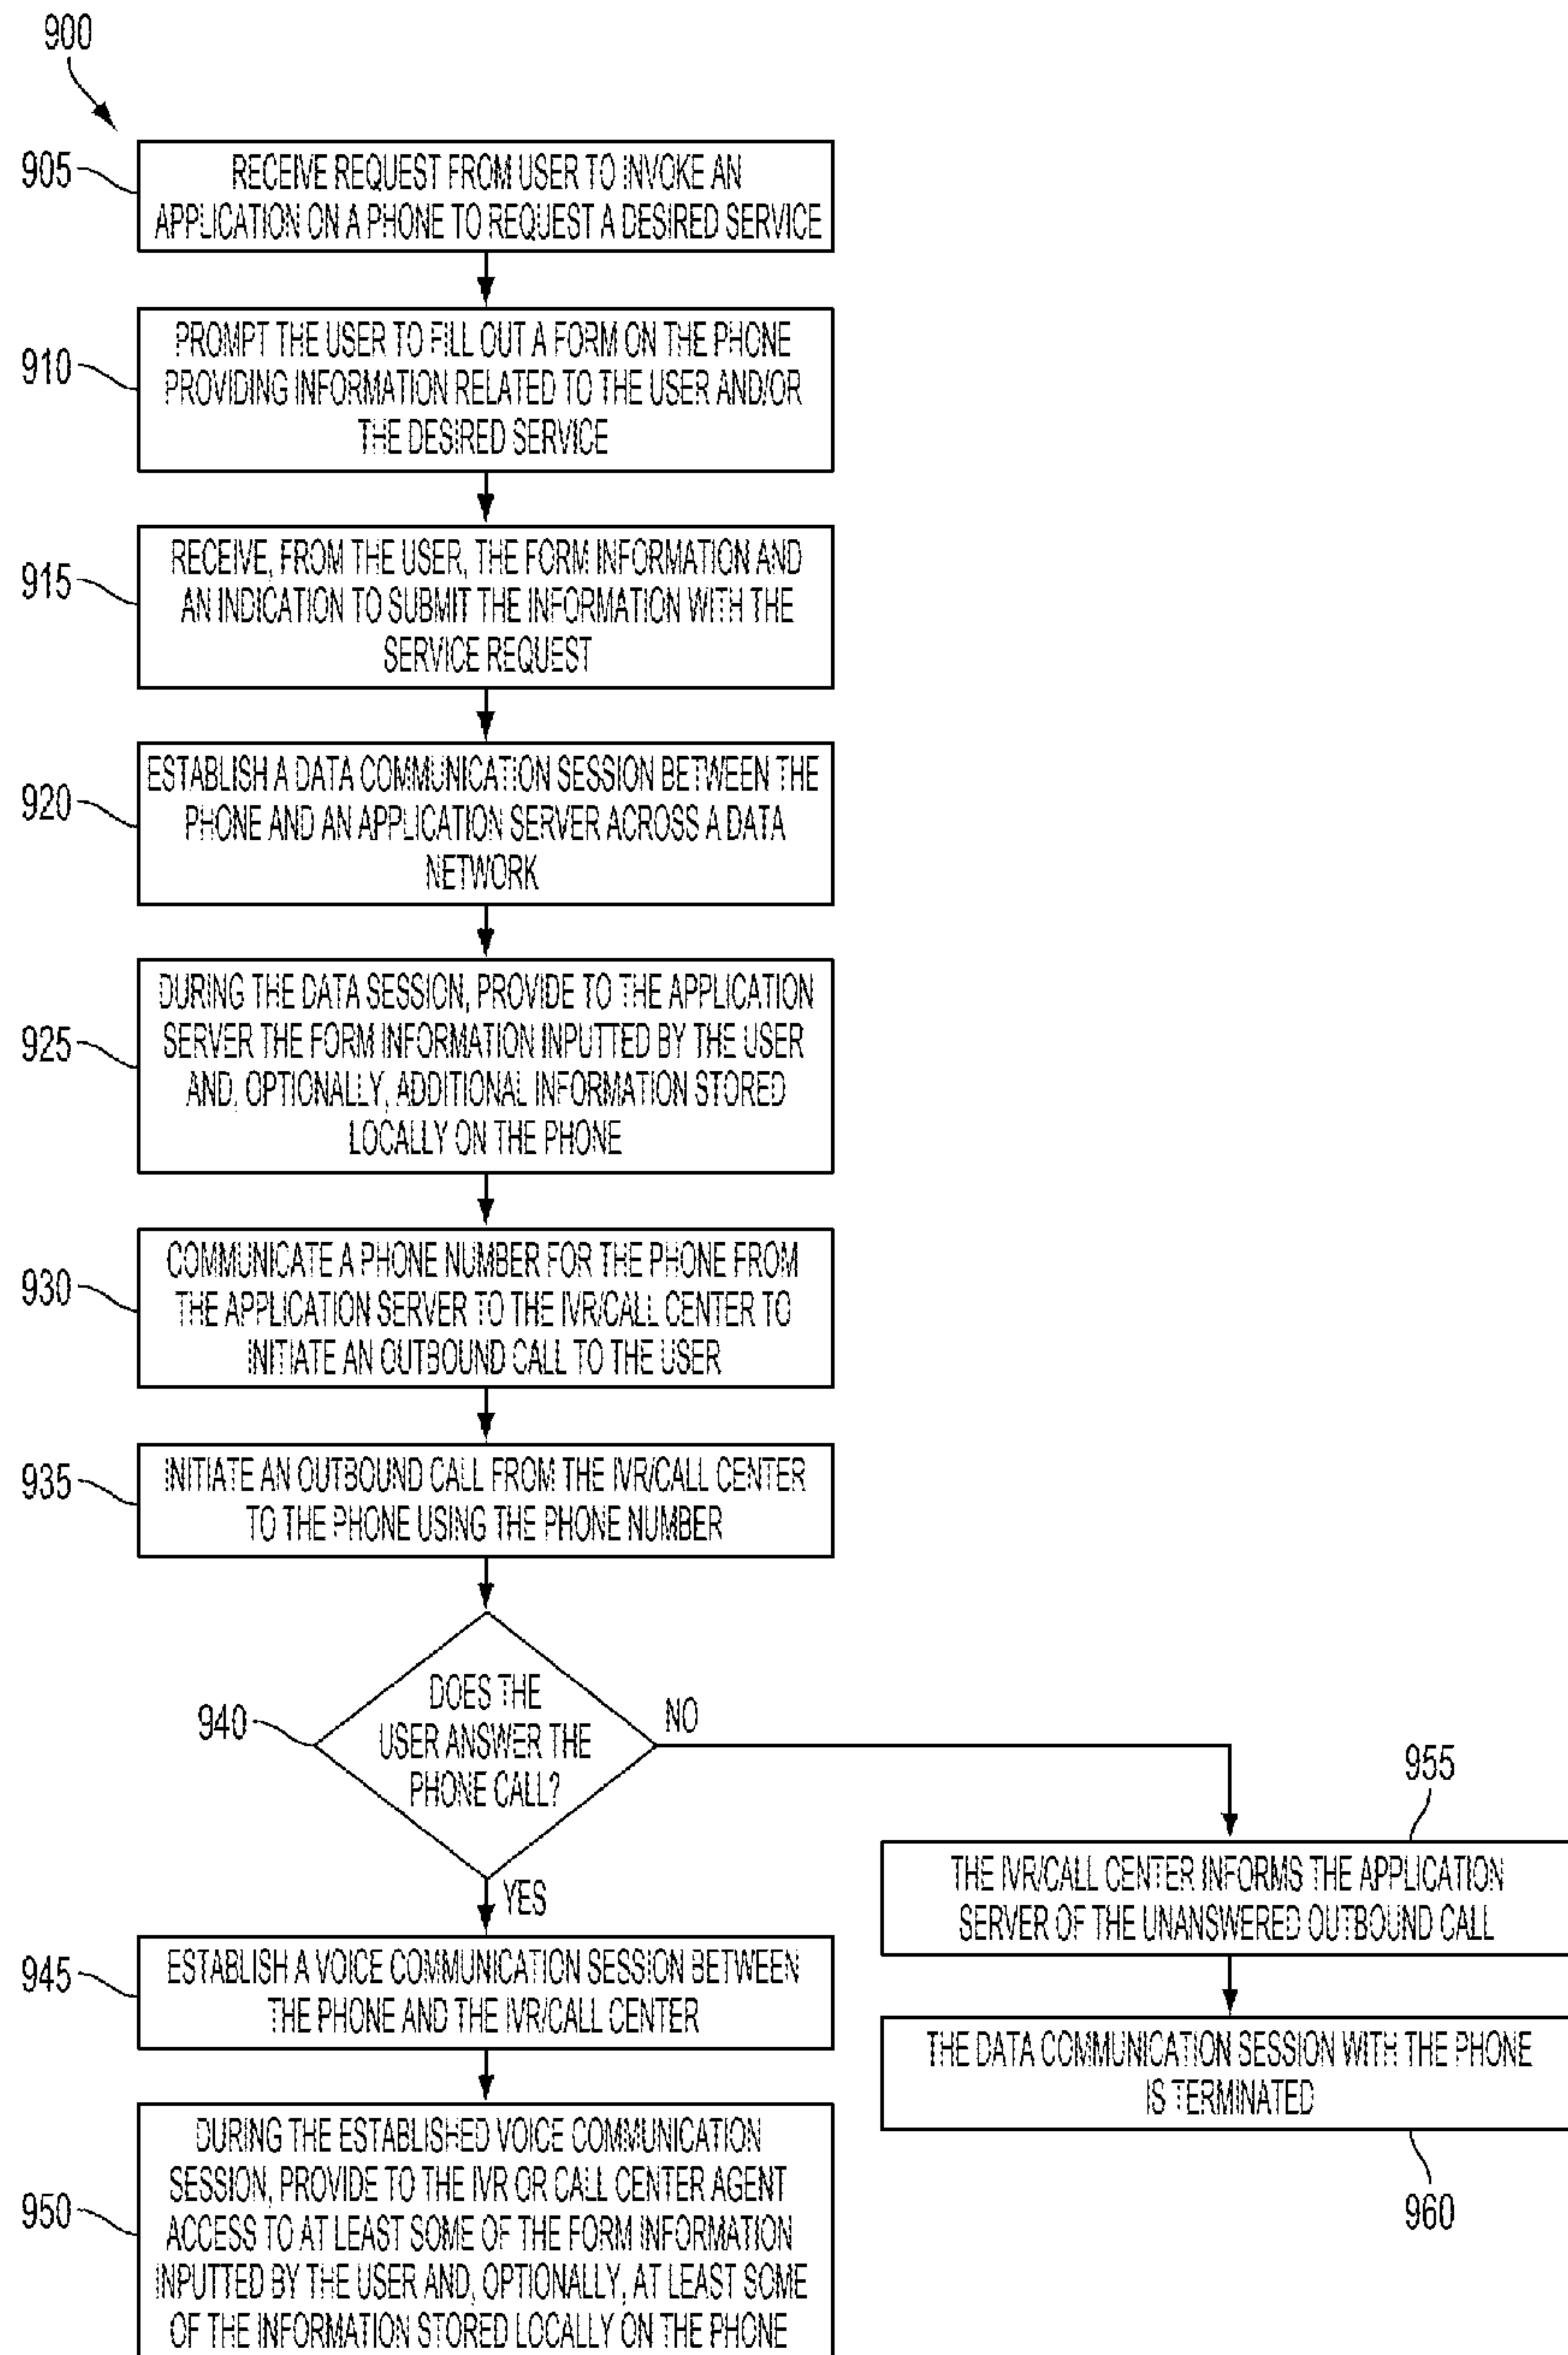 900
905
RECEIVE REQUEST FROM USER TO INVOKE AN
APPLICATION ON A PHONE TO REQUEST A DESIRED SERVICE
910
PROMPT THE USER TO FILL OUT A FORM ON THE PHONE
PROVIDING INFORMATION RELATED TO THE USER AND/OR
THE DESIRED SERVICE
915
RECEIVE, FROM THE USER, THE FORM INFORMATION AND
AN INDICATION TO SUBMIT THE INFORMATION WITH THE
SERVICE REQUEST
920
ESTABLISH A DATA COMMUNICATION SESSION BETWEEN THE
PHONE AND AN APPLICATION SERVER ACROSS A DATA
NETWORK
925
DURING THE DATA SESSION, PROVIDE TO THE APPLICATION
SERVER THE FORM INFORMATION INPUTTED BY THE USER
AND, OPTIONALLY, ADDITIONAL INFORMATION STORED
LOCALLY ON THE PHONE
930
COMMUNICATE A PHONE NUMBER FOR THE PHONE FROM
THE APPLICATION SERVER TO THE IVR/CALL CENTER TO
INITIATE AN OUTBOUND CALL TO THE USER
935
INITIATE AN OUTBOUND CALL FROM THE IVR/CALL CENTER
TO THE PHONE USING THE PHONE NUMBER
940
DOES THE
USER ANSWER THE
PHONE CALL?
NO
YES
945
ESTABLISH A VOICE COMMUNICATION SESSION BETWEEN
THE PHONE AND THE IVR/CALL CENTER
950
DURING THE ESTABLISHED VOICE COMMUNICATION
SESSION, PROVIDE TO THE IVR OR CALL CENTER AGENT
ACCESS TO AT LEAST SOME OF THE FORM INFORMATION
INPUTTED BY THE USER AND, OPTIONALLY, AT LEAST SOME
OF THE INFORMATION STORED LOCALLY ON THE PHONE
955
THE IVR/CALL CENTER INFORMS THE APPLICATION
SERVER OF THE UNANSWERED OUTBOUND CALL
THE DATA COMMUNICATION SESSION WITH THE PHONE
IS TERMINATED
960